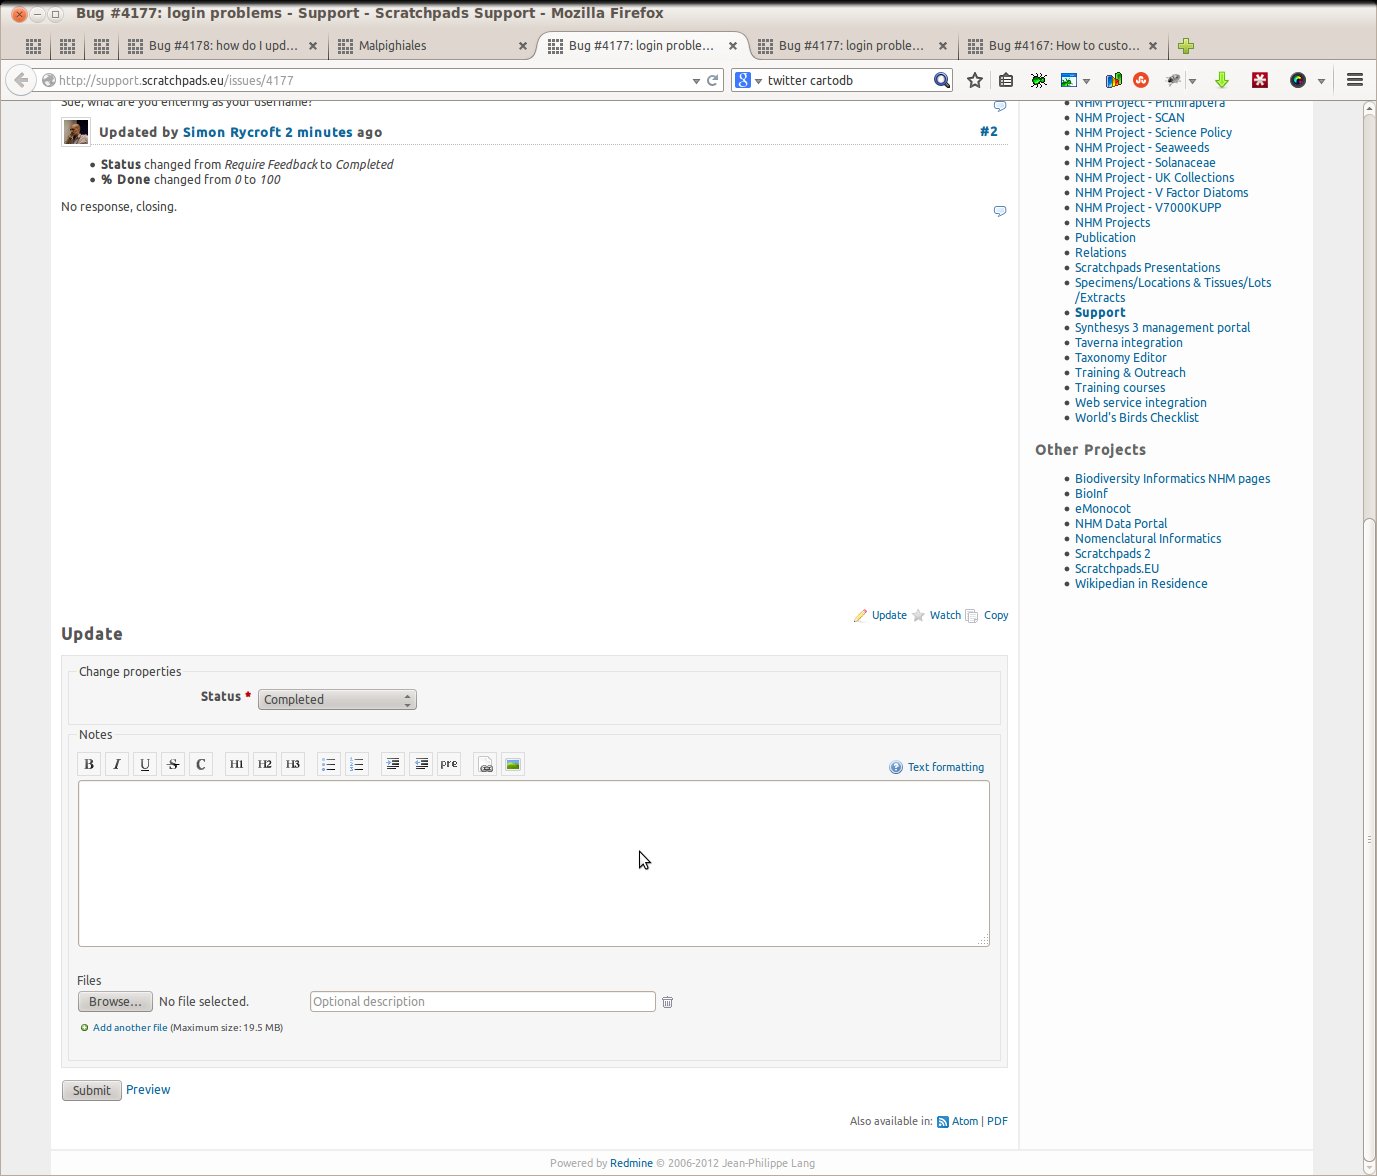 Bug #4177: login problems - Support - Scratchpads Support - Mozilla Firefox
Bug #4178: how do I upd...
Malpighiales
Bug #4177: login proble...
Bug #4177: login proble...
Bug #4167: How to custo...
http://support.scratchpads.eu/issues/4177
twitter cartodb
Sue, what are you entering as your username?
Updated by Simon Rycroft 2 minutes ago
#2
Status changed from Require Feedback to Completed
% Done changed from 0 to 100
No response, closing.
NHM Project - Phthiraptera
NHM Project - SCAN
NHM Project - Science Policy
NHM Project - Seaweeds
NHM Project - Solanaceae
NHM Project - UK Collections
NHM Project - V Factor Diatoms
NHM Project - V7000KUPP
NHM Projects
Publication
Relations
Scratchpads Presentations
Specimens/Locations & Tissues/Lots
/Extracts
Support
Synthesys 3 management portal
Taverna integration
Taxonomy Editor
Training & Outreach
Training courses
Web service integration
World's Birds Checklist
Other Projects
Biodiversity Informatics NHM pages
BioInf
eMonocot
NHM Data Portal
Nomenclatural Informatics
Scratchpads 2
Scratchpads.EU
Wikipedian in Residence
Update Watch Copy
Update
Change properties
Status * Completed
Notes
B I U S C H1 H2 H3 pre
Text formatting
Files
Browse... No file selected. Optional description
Add another file (Maximum size: 19.5 MB)
Submit Preview
Also available in: Atom | PDF
Powered by Redmine © 2006-2012 Jean-Philippe Lang